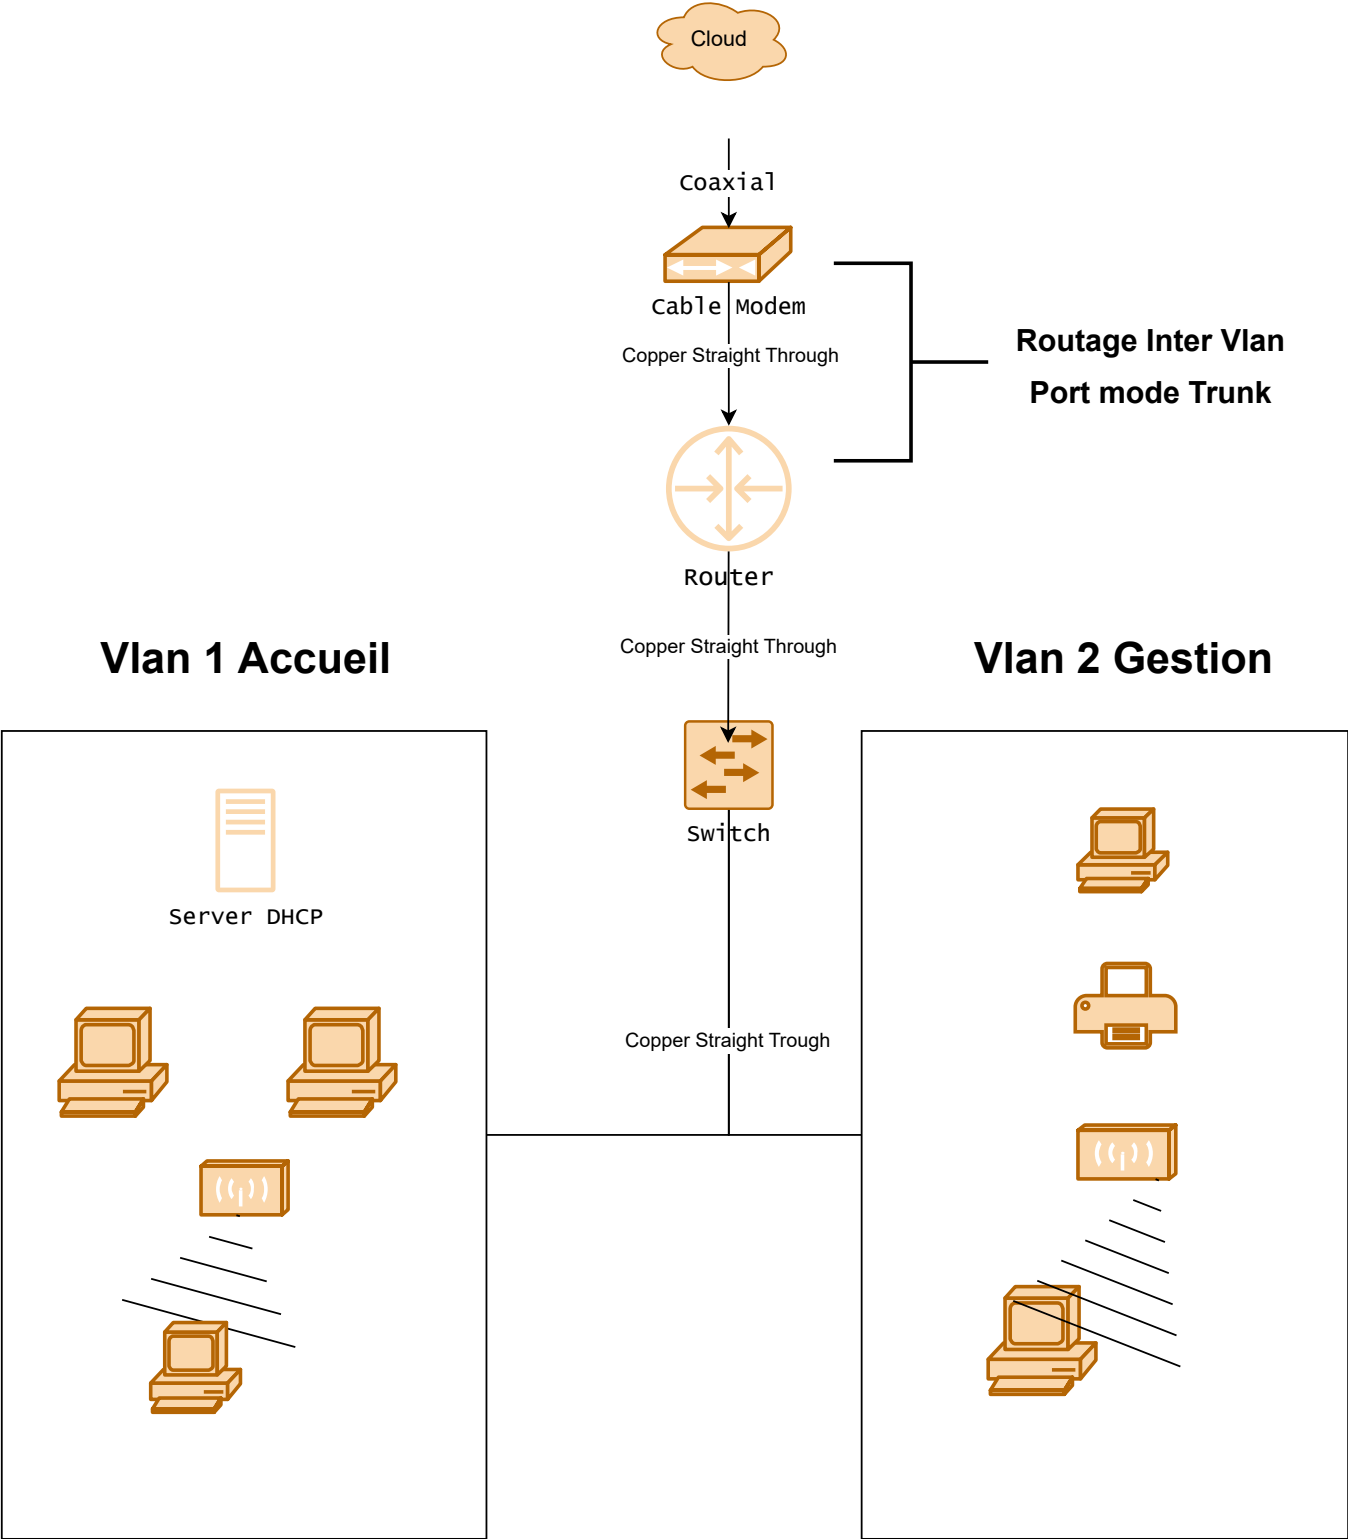 Cloud
Coaxial
Cable Modem
Copper Straight Through
Routage Inter Vlan
Port mode Trunk
Router
Copper Straight Through
Vlan 1 Accueil
Vlan 2 Gestion
Switch
Server DHCP
Copper Straight Trough